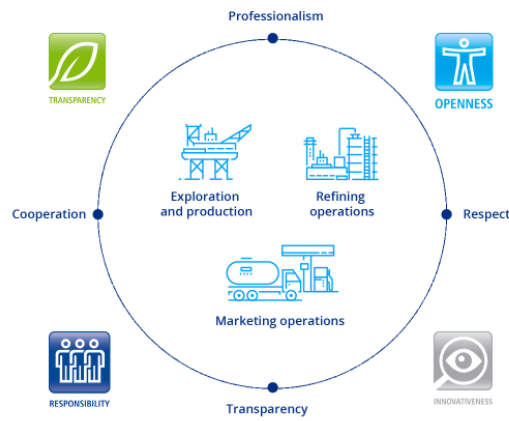 Professionalism
TRANSPARENCY
OPENNESS
Exploration
and production
Refining
operations
Cooperation
Respect
Marketing operations
RESPONSIBILITY
INNOVATIVENESS
Transparency